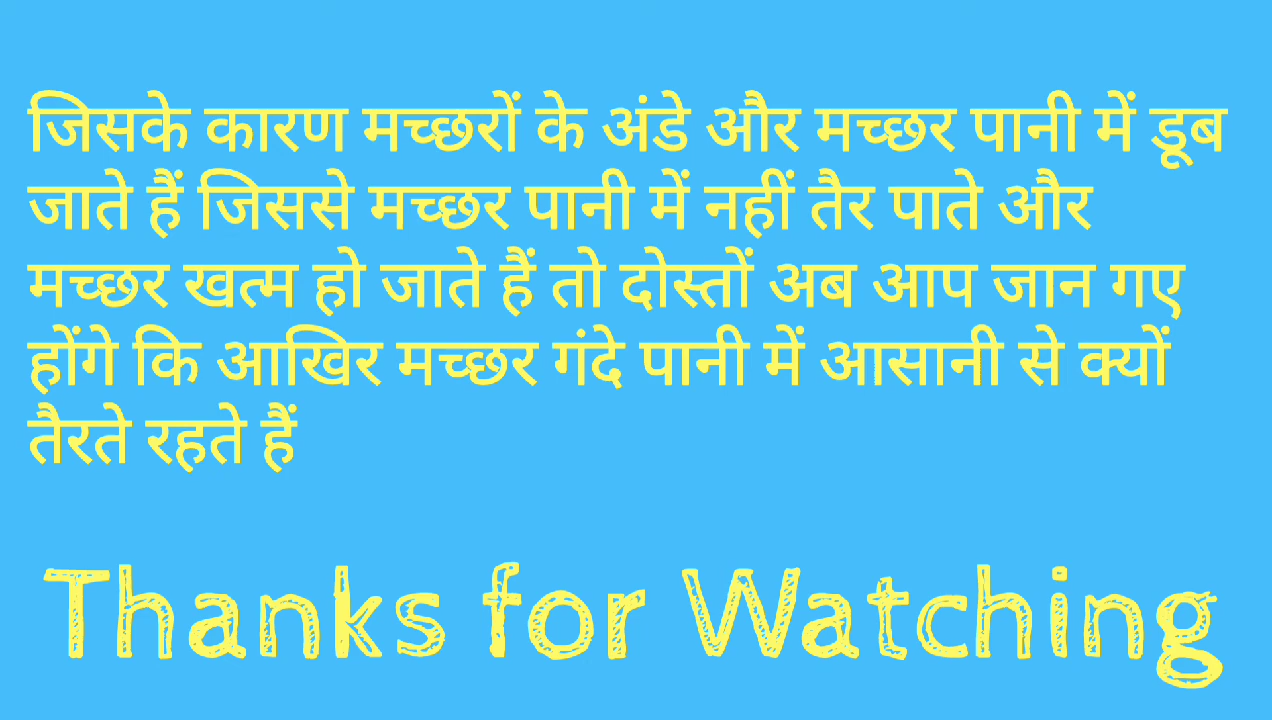 जिसके कारण मच्छरों के अंडे और मच्छर पानी में डूब
जाते हैं जिससे मच्छर पानी में नहीं तैर पाते और
मच्छर खत्म हो जाते हैं तो दोस्तों अब आप जान गए
होंगे कि आखिर मच्छर गंदे पानी में आसानी से क्यों
तैरते रहते हैं
Thanks for Watching